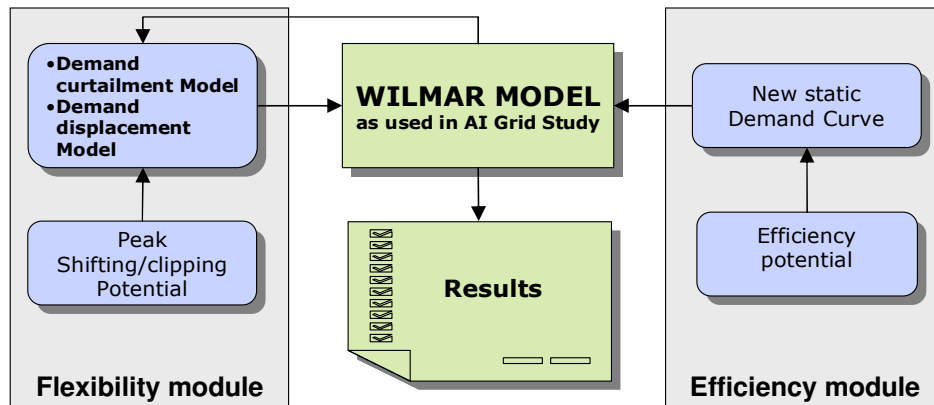 •Demand
curtailment Model
•Demand
displacement
Model
Peak
Shifting/clipping
Potential
Flexibility module
WILMAR MODEL
as used in AI Grid Study
Results
New static
Demand Curve
Efficiency
potential
Efficiency module